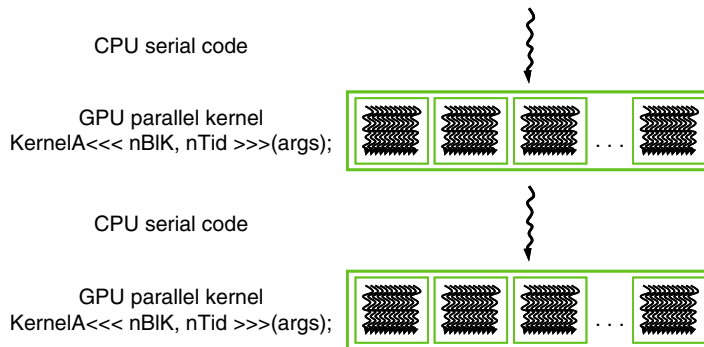 CPU serial code
GPU parallel kernel
KernelA<<< nBlK, nTid >>>(args);
. . .
CPU serial code
GPU parallel kernel
KernelA<<< nBlK, nTid >>>(args);
. . .